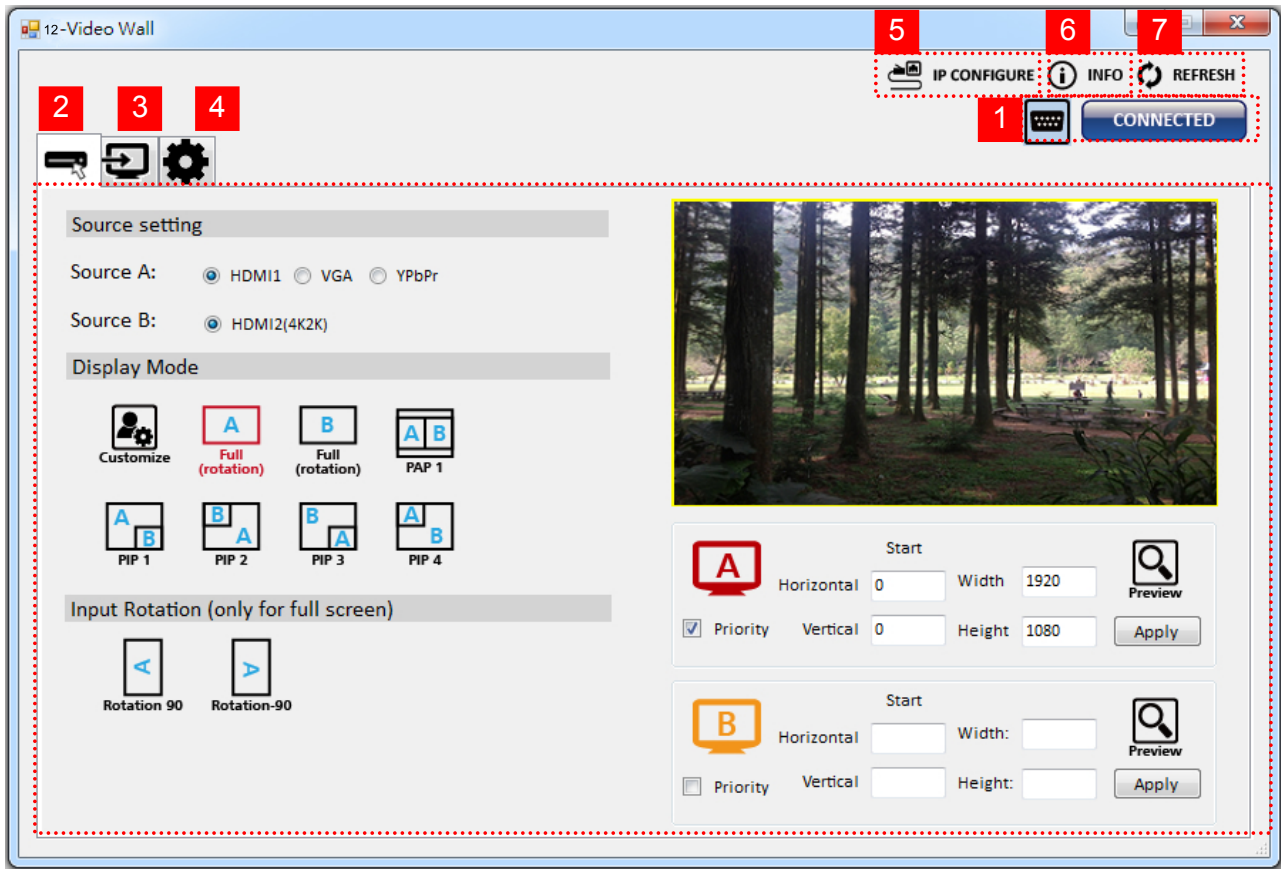 12-Video Wall
5 6 7
IP CONFIGURE INFO REFRESH
2 3 4
1 CONNECTED
Source setting
Source A: HDMI1 VGA YPbPr
Source B: HDMI2(4K2K)
Display Mode
A B A B
Customize Full (rotation) Full (rotation) PAP 1
A B B A B A A B
PIP 1 PIP 2 PIP 3 PIP 4
Input Rotation (only for full screen)
A A
Rotation 90 Rotation-90
A
Start
Horizontal 0 Width 1920 Preview
Priority Vertical 0 Height 1080 Apply
B
Start
Horizontal Width: Preview
Priority Vertical Height: Apply